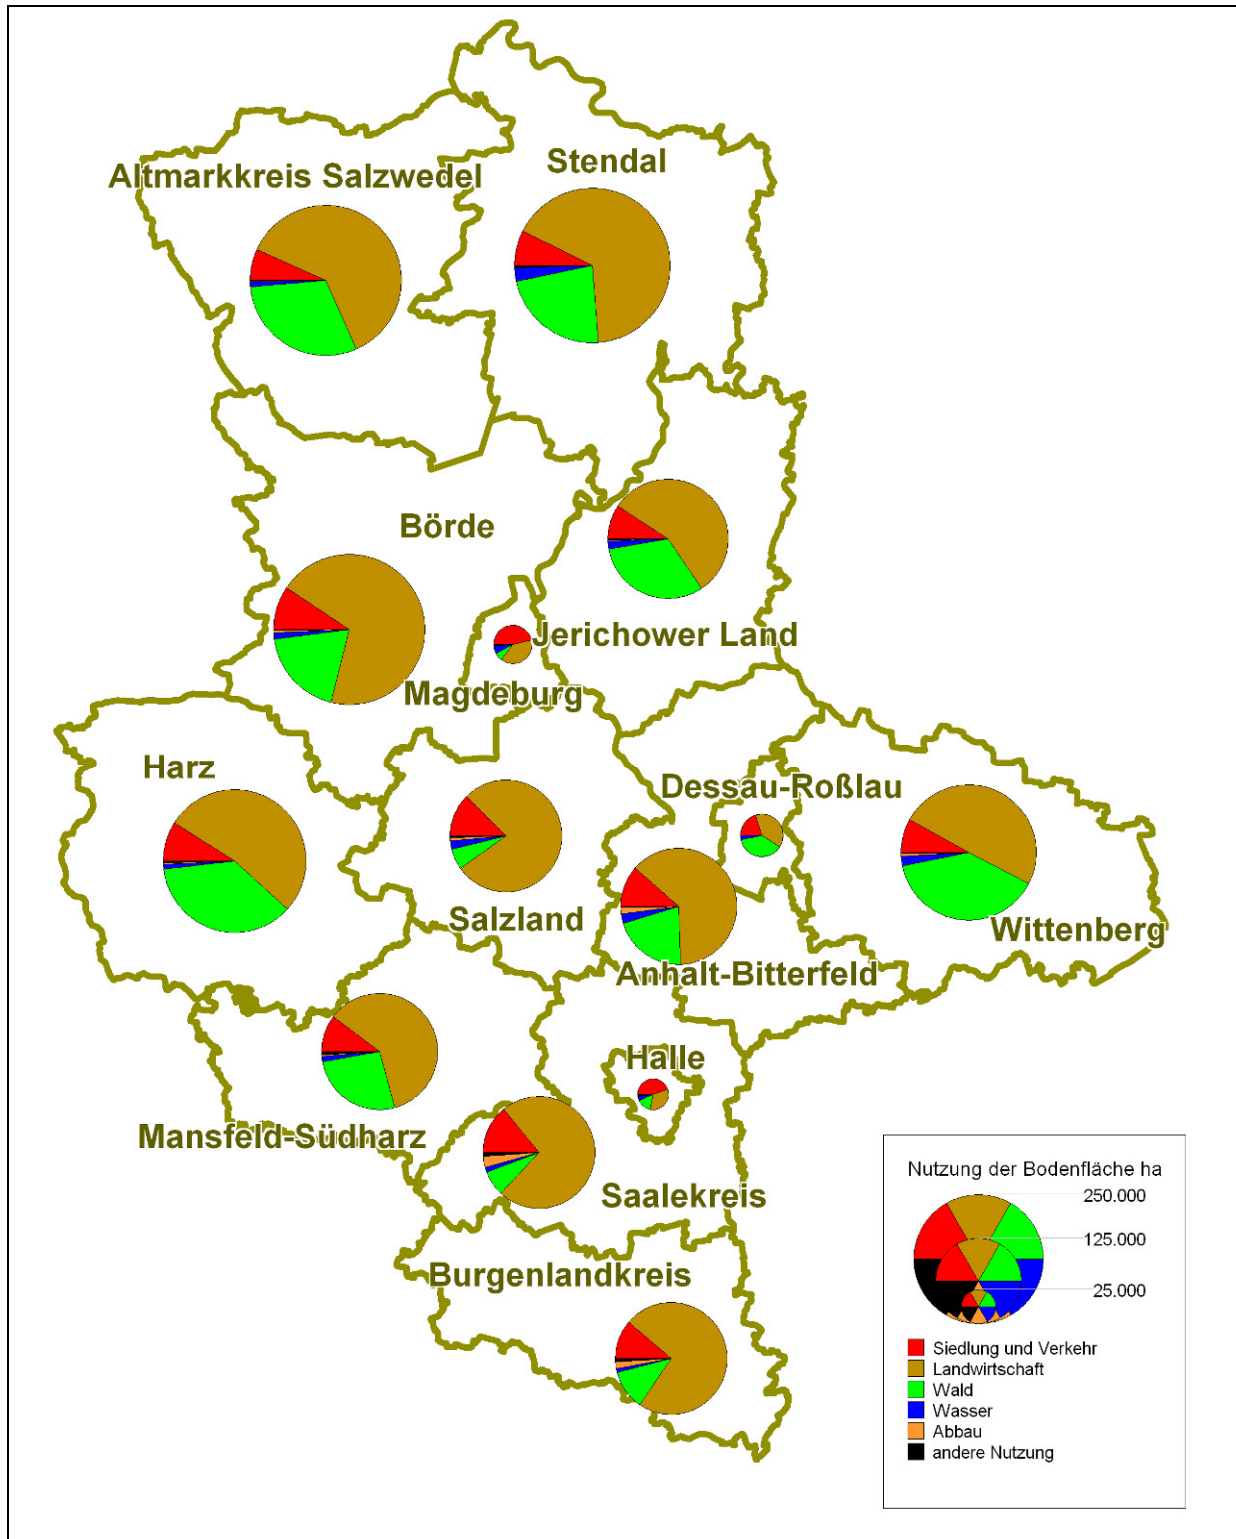 Stendal
Altmarkkreis Salzwedel
Börde
Jerichower Land
Magdeburg
Harz
Dessau-Roßlau
Salzland
Wittenberg
Anhalt-Bitterfeld
Halle
Mansfeld-Südharz
Saalekreis
Burgenlandkreis
Nutzung der Bodenfläche ha
250.000
125.000
25.000
Siedlung und Verkehr
Landwirtschaft
Wald
Wasser
Abbau
andere Nutzung